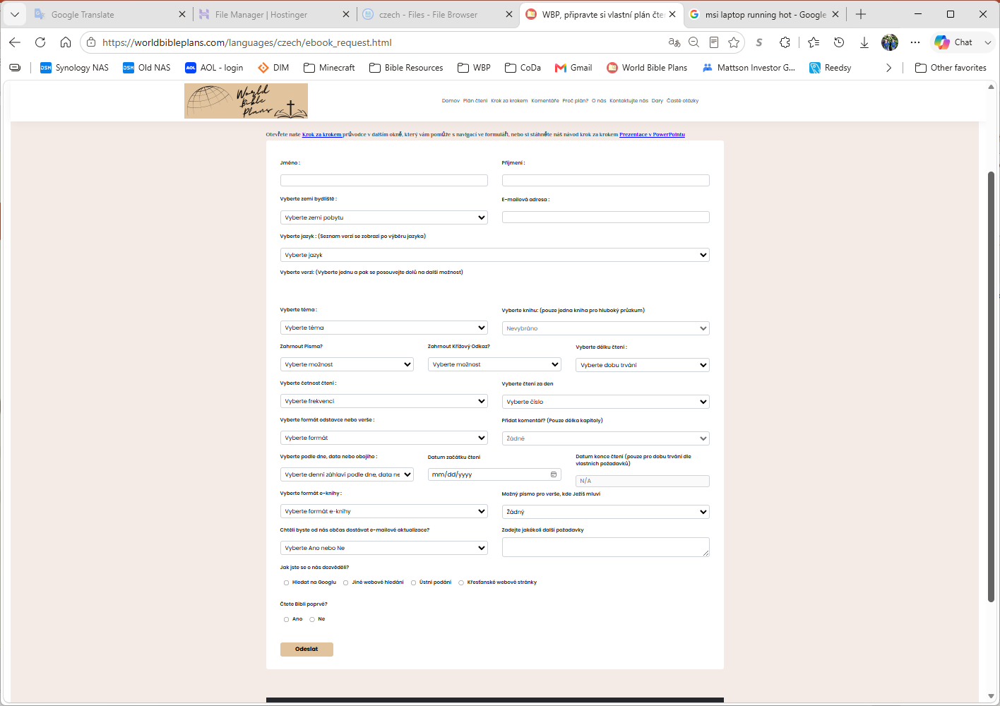 Google Translate
File Manager | Hostinger
czech - Files - File Browser
WBP, připravte si vlastní plán čte
msi laptop running hot - Google
https://worldbibleplans.com/languages/czech/ebook_request.html
Chat
Synology NAS
Old NAS
AOL - login
DIM
Minecraft
Bible Resources
WBP
CoDa
Gmail
World Bible Plans
Mattson Investor G...
Reedsy
Other favorites
World
Bible
Plans
Domov Plán čtení Krok za krokem Komentáře Proč plán? O nás Kontaktujte nás Dary Časté otázky
Otevřete naše Krok za krokem průvodce v dalším okně, který vám pomůže s navigací ve formuláři, nebo si stáhněte náš návod krok za krokem Prezentace v PowerPointu
Jméno :
Příjmení :
Vyberte zemi bydliště :
E-mailová adresa :
Vyberte zemi pobytu
Vyberte jazyk : (Seznam verzí se zobrazí po výběru jazyka)
Vyberte jazyk
Vyberte verzi: (Vyberte jednu a pak se posouvejte dolů na další možnost)
Vyberte téma :
Vyberte knihu: (pouze jedna kniha pro hluboký průzkum)
Vyberte téma
Nevybráno
Zahrnout Písma?
Zahrnout Křížový Odkaz?
Vyberte délku čtení :
Vyberte možnost
Vyberte možnost
Vyberte dobu trvání
Vyberte četnost čtení :
Vyberte čtení za den
Vyberte frekvenci
Vyberte číslo
Vyberte formát odstavce nebo verše :
Přidat komentář? (Pouze délka kapitoly)
Vyberte formát
Žádné
Vyberte podle dne, data nebo obojího :
Datum začátku čtení
Datum konce čtení (pouze pro dobu trvání dle
vlastních požadavků)
Vyberte denní záhlaví podle dne, data ne
mm/dd/yyyy
N/A
Vyberte formát e-knihy :
Možný písmo pro verše, kde Ježíš mluví
Vyberte formát e-knihy
Žádný
Chtěli byste od nás občas dostávat e-mailové aktualizace?
Zadejte jakékoli další požadavky
Vyberte Ano nebo Ne
Jak jste se o nás dozvěděli?
Hledat na Googlu
Jiné webové hledání
Ústní podání
Křesťanské webové stránky
Čtete Bibli poprvé?
Ano
Ne
Odeslat